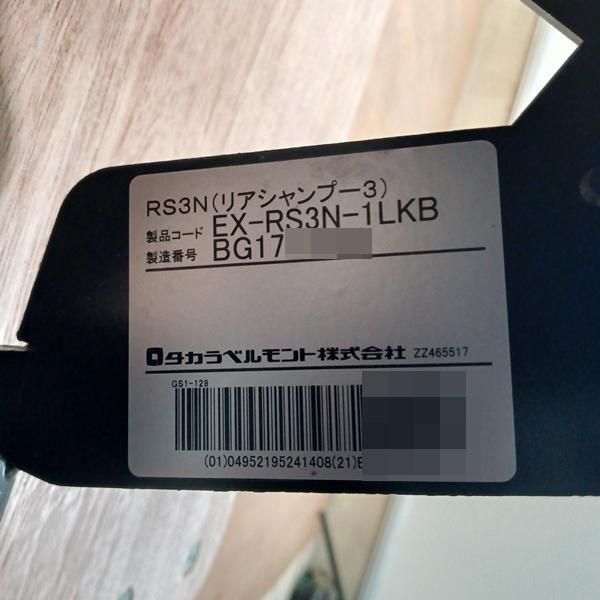 RS3N(リアシャンプー3)
製品コード EX-RS3N-1LKB
製造番号 BG17
タカラベルモント株式会社 ZZ465517
GS1-128
(01)04952195241408(21)E